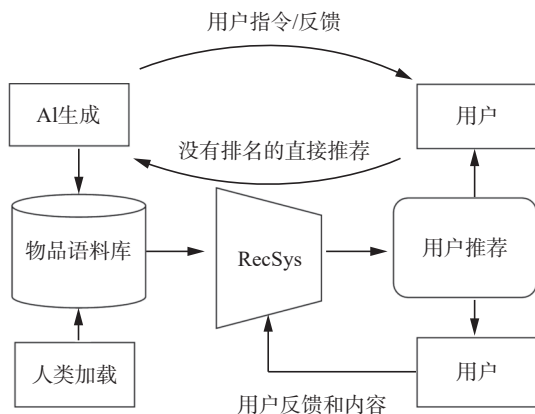 用户指令/反馈
AI生成
用户
没有排名的直接推荐
物品语料库
RecSys
用户推荐
人类加载
用户
用户反馈和内容